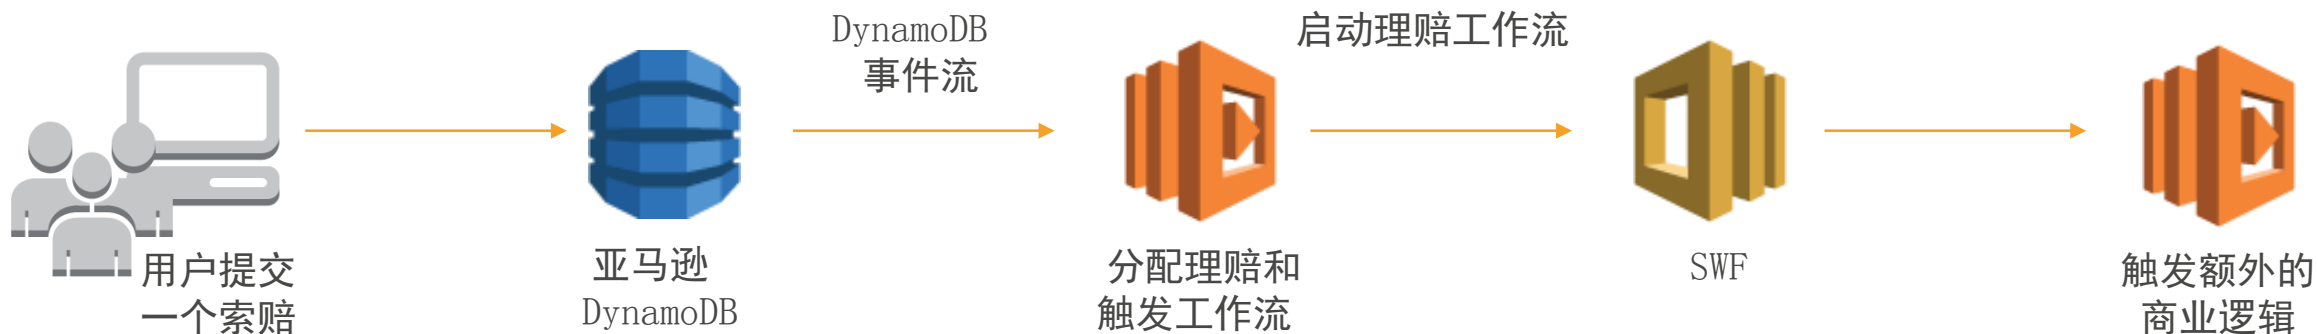 用户提交
一个索赔
亚马逊
DynamoDB
DynamoDB
事件流
分配理赔和
触发工作流
启动理赔工作流
SWF
触发额外的
商业逻辑